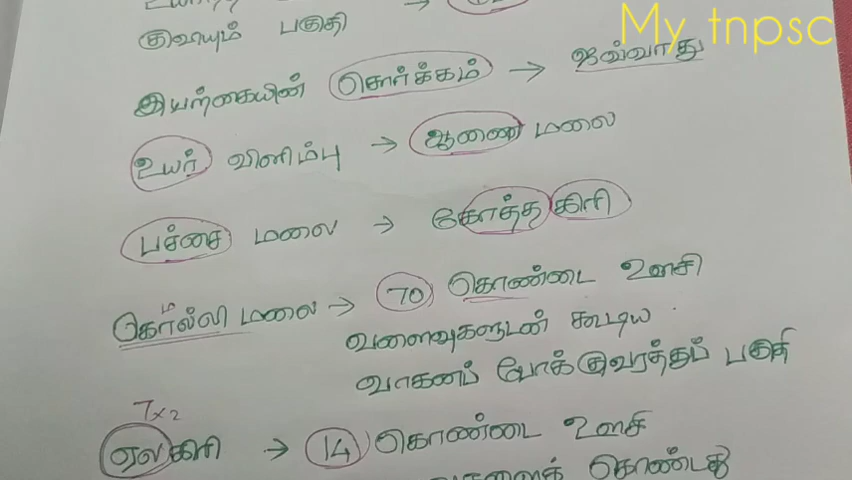 My tnpsc
குவியும் பகுதி
இயற்கையின் சொர்க்கம் → ஜவ்வாது
உயர் விளிம்பு → ஆனை மலை
பச்சை மலை → கோத்தகிரி
கொல்லி மலை → 70 கொண்டை ஊசி
வளைவுகளுடன் கூடிய
வாகனப் போக்குவரத்துப் பகுதி
7x2
ஏலகிரி → 14 கொண்டை ஊசி
கொண்டது